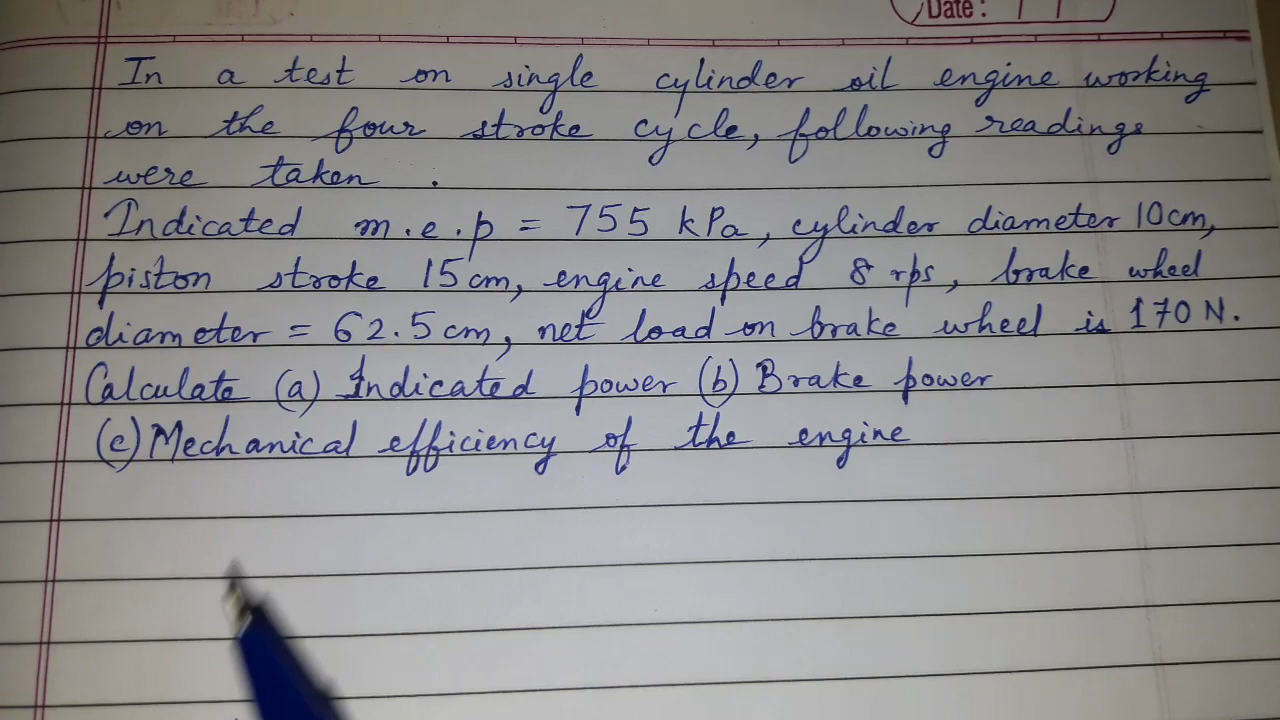 Date :
In a test on single cylinder oil engine working
on the four stroke cycle, following readings
were taken .
Indicated m.e.p = 755 kPa, cylinder diameter 10cm,
piston stroke 15cm, engine speed 8 rps, brake wheel
diameter = 62.5cm, net load on brake wheel is 170 N.
Calculate (a) Indicated power (b) Brake power
(c) Mechanical efficiency of the engine